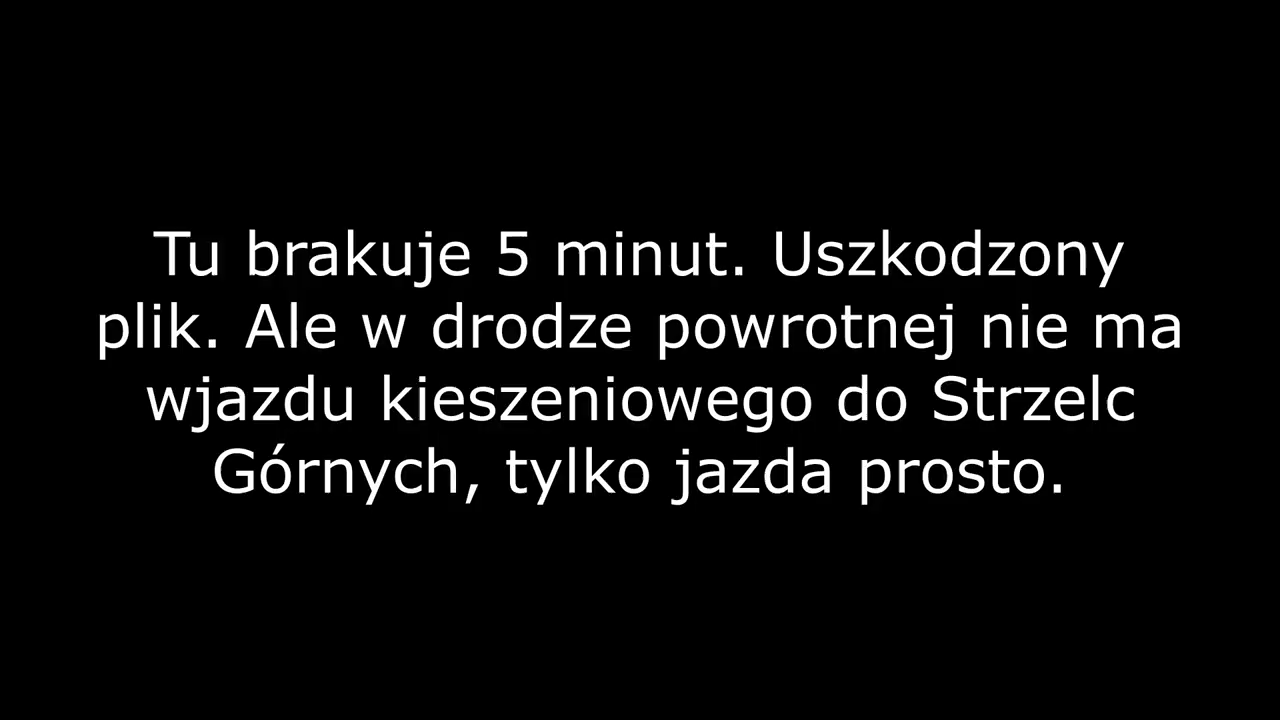 Tu brakuje 5 minut. Uszkodzony
plik. Ale w drodze powrotnej nie ma
wjazdu kieszeniowego do Strzelc
Górnych, tylko jazda prosto.